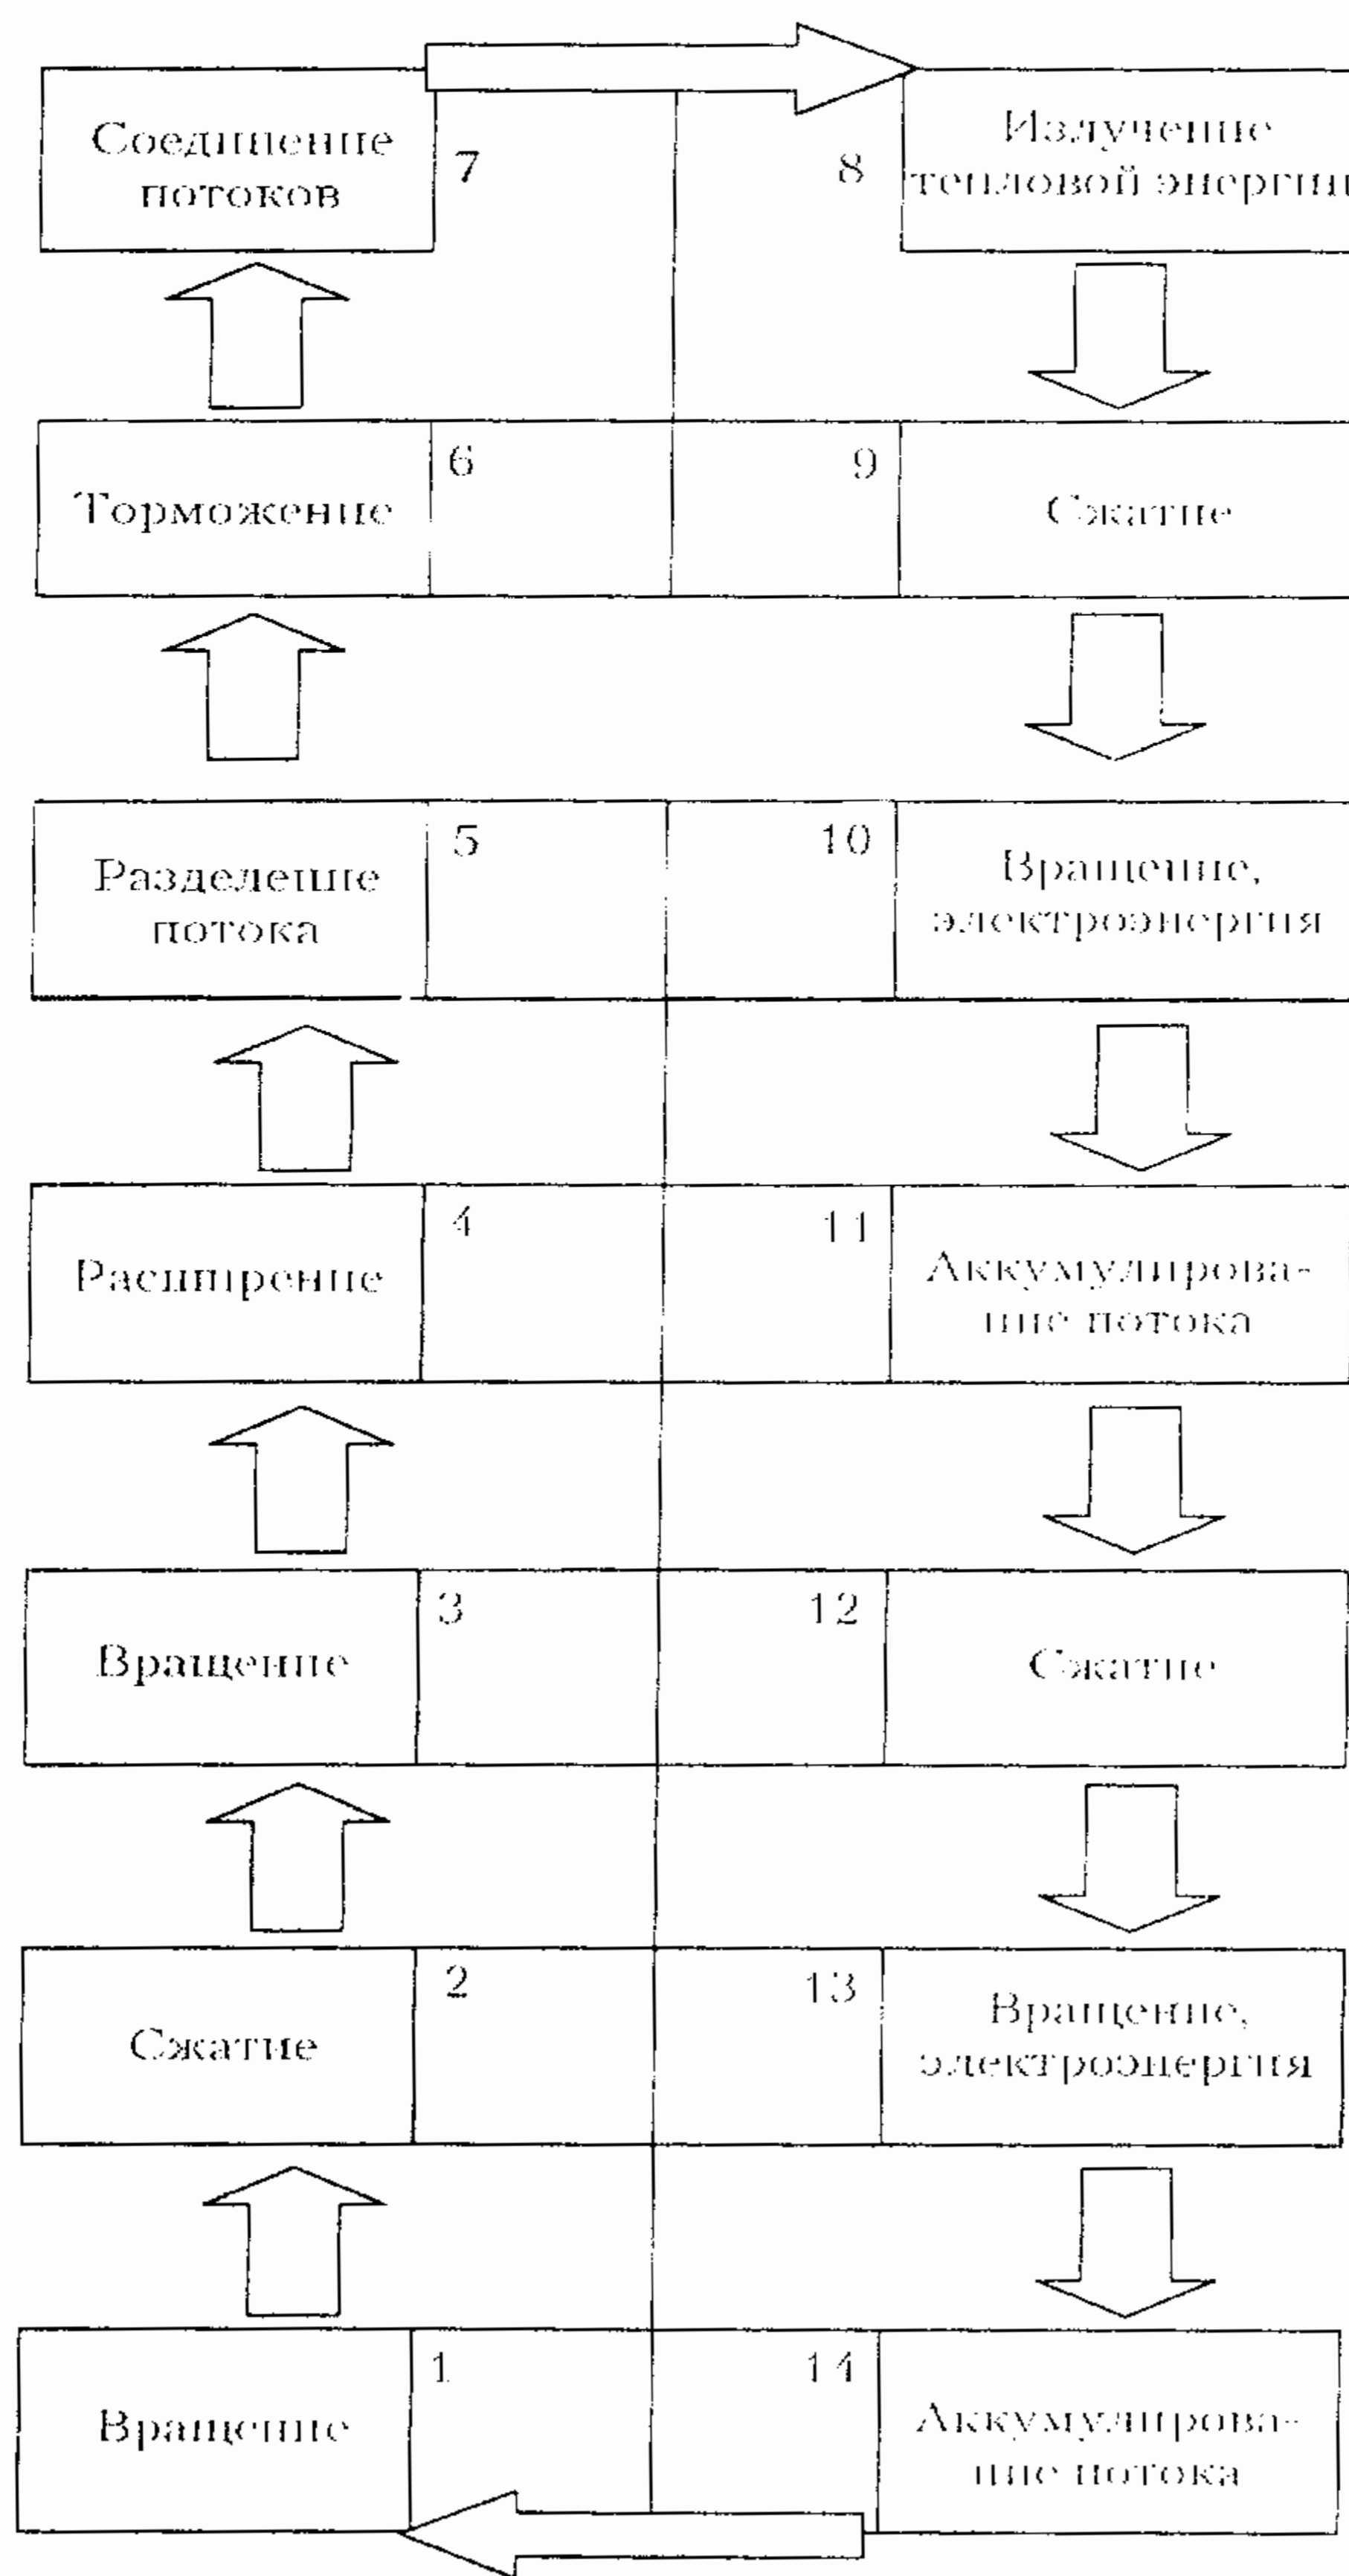 Соединение
потоков
7
8
Излучение
тепловой энергии
Торможение
6
9
Сжатие
Разделение
потока
5
10
Вращение,
электроэнергия
Расширение
4
11
Аккумулирова-
ние потока
Вращение
3
12
Сжатие
Сжатие
2
13
Вращение,
электроэнергия
Вращение
1
14
Аккумулирова-
ние потока